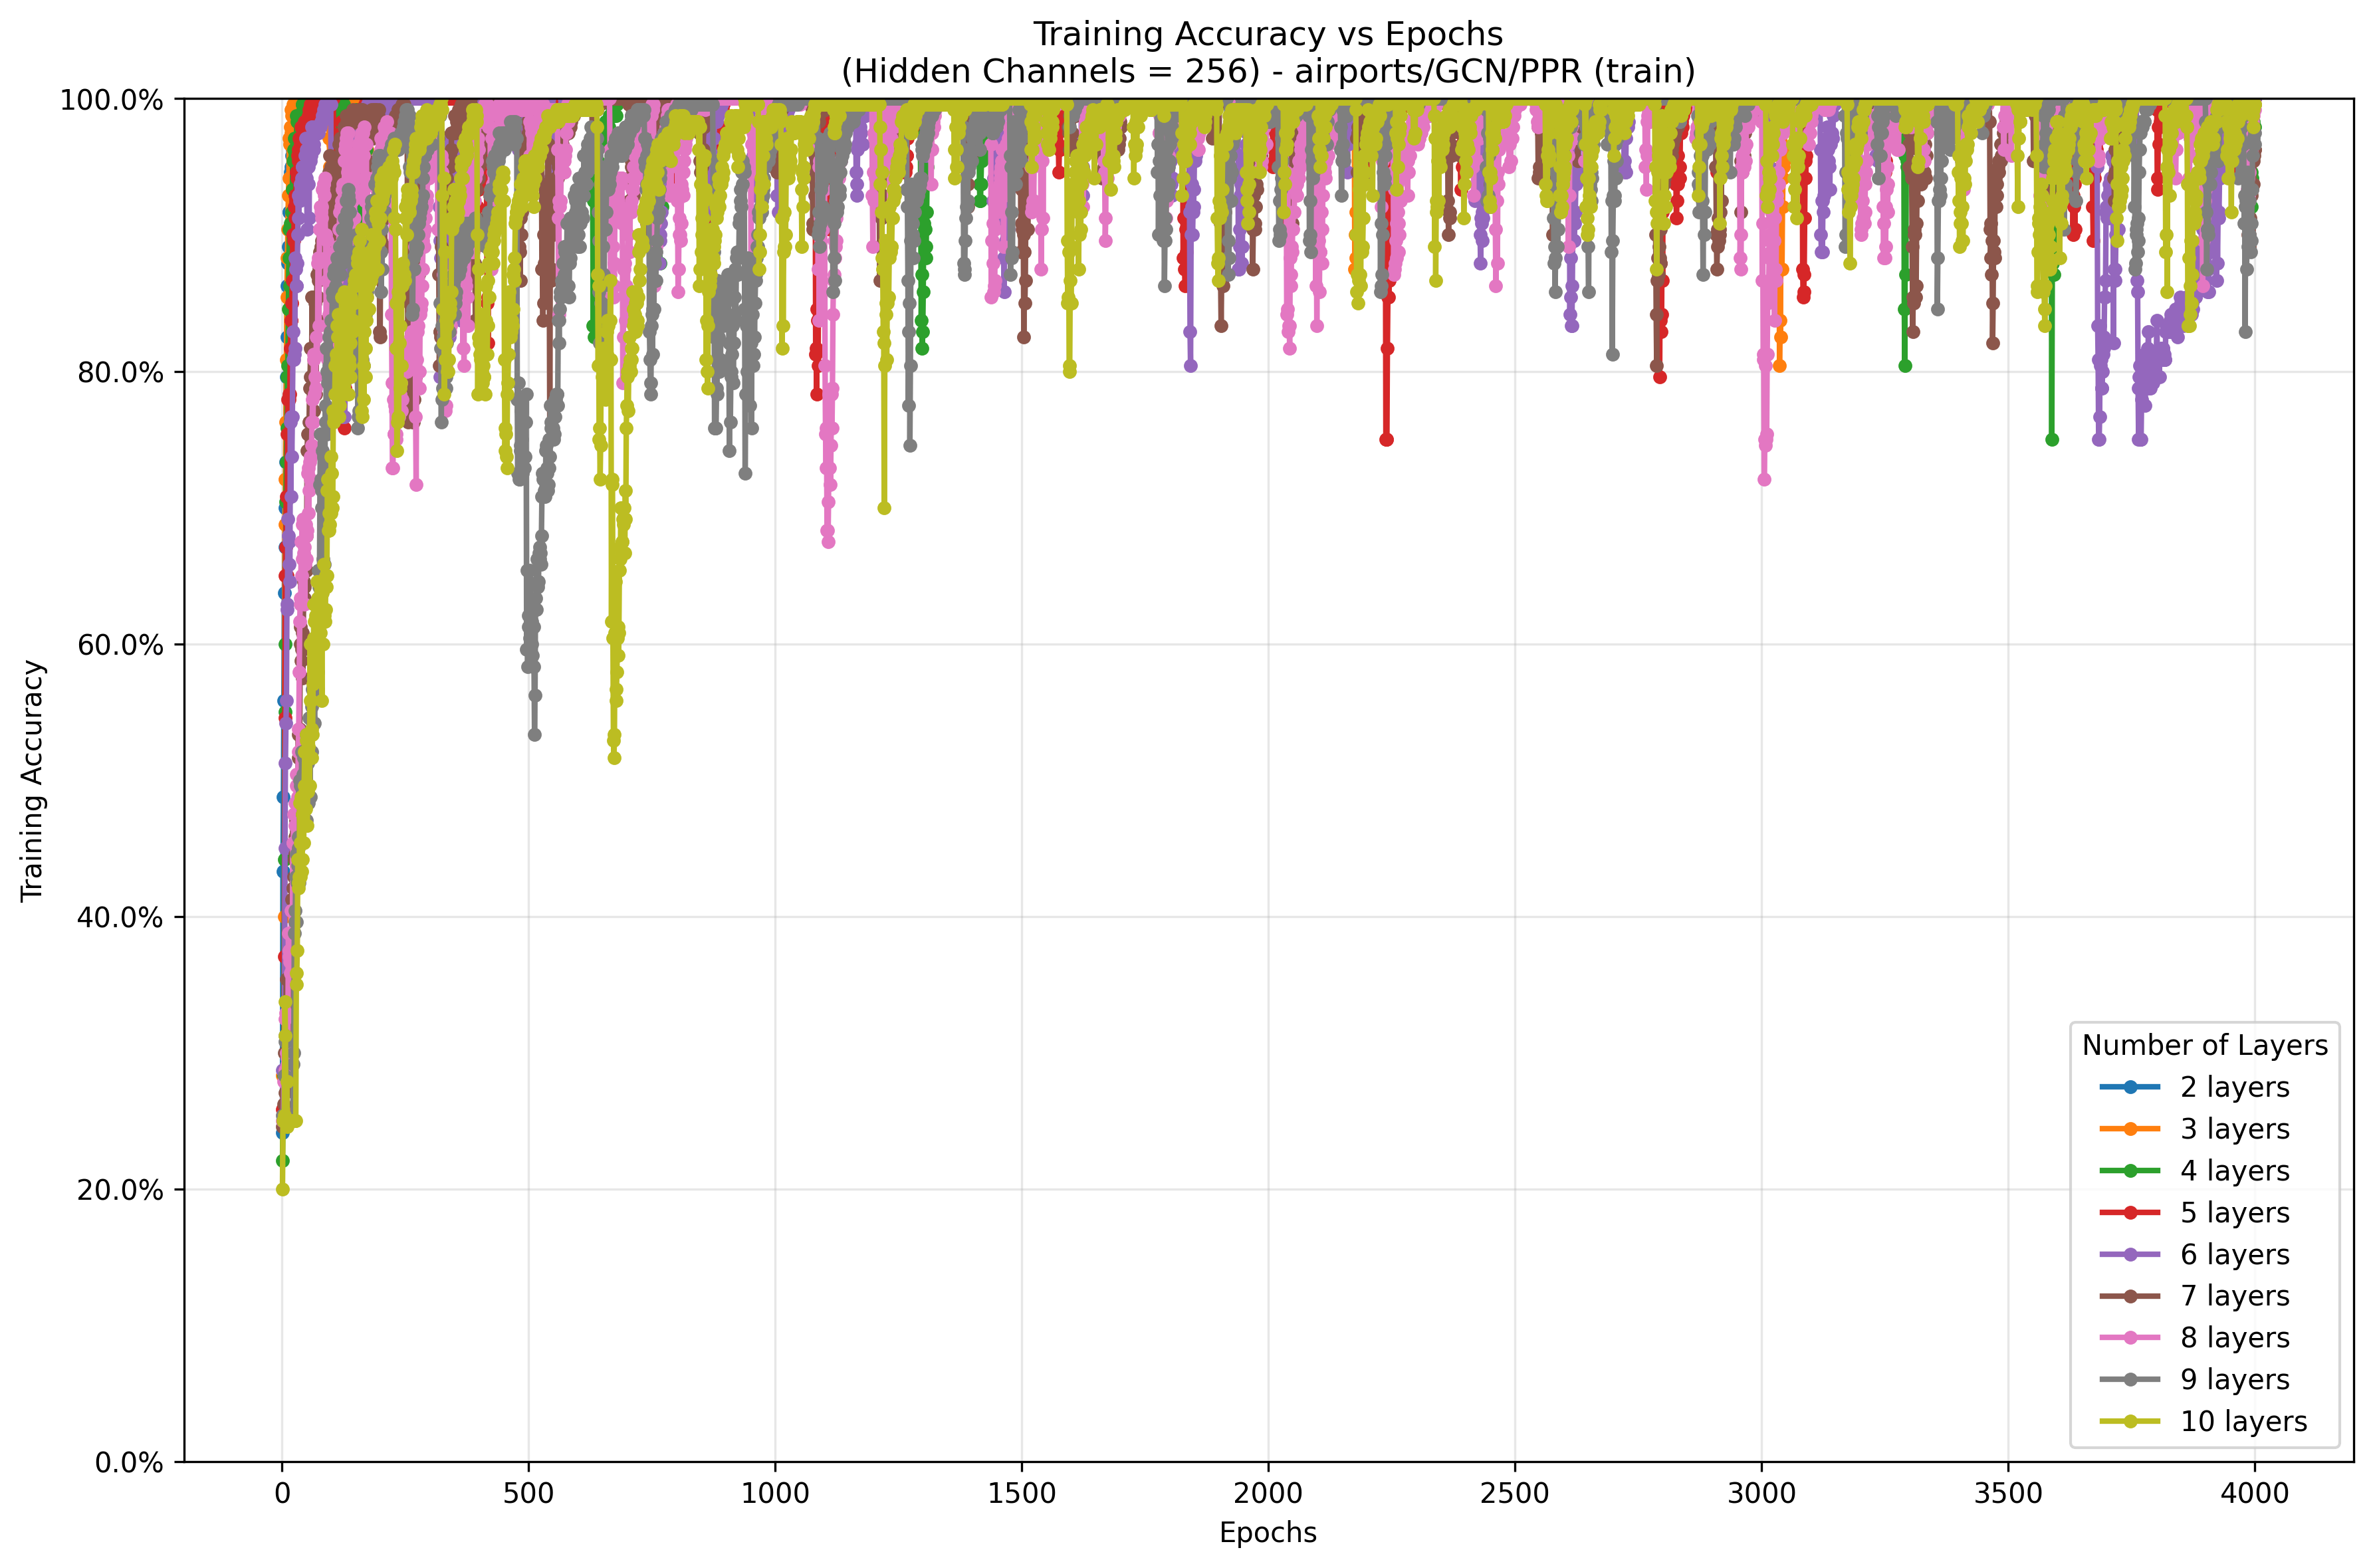 Training Accuracy vs Epochs
(Hidden Channels = 256) - airports/GCN/PPR (train)
100.0%
80.0%
60.0%
40.0%
20.0%
0.0%
Training Accuracy
0
500
1000
1500
2000
2500
3000
3500
4000
Epochs
Number of Layers
2 layers
3 layers
4 layers
5 layers
6 layers
7 layers
8 layers
9 layers
10 layers